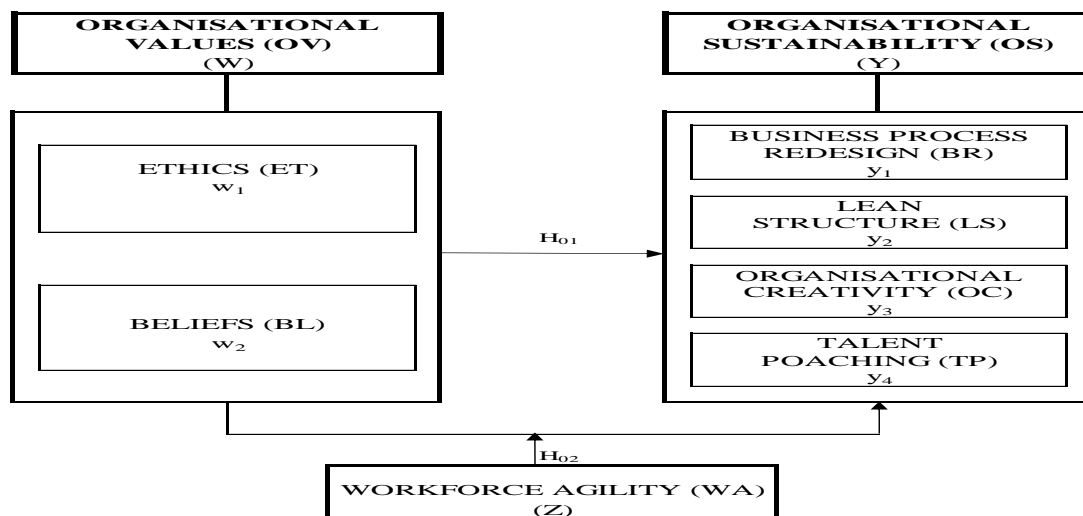 ORGANISATIONAL
VALUES (OV)
(W)
ORGANISATIONAL
SUSTAINABILITY (OS)
(Y)
ETHICS (ET)
w₁
BELIEFS (BL)
w₂
H₀₁
BUSINESS PROCESS
REDESIGN (BR)
y₁
LEAN
STRUCTURE (LS)
y₂
ORGANISATIONAL
CREATIVITY (OC)
y₃
TALENT
POACHING (TP)
y₄
H₀₂
WORKFORCE AGILITY (WA)
(Z)